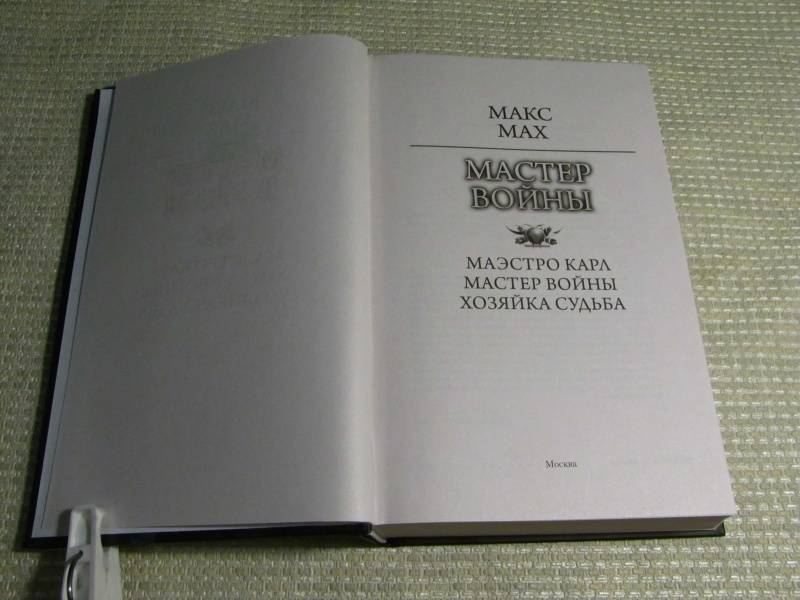 МАКС
МАХ
МАСТЕР
ВОЙНЫ
МАЭСТРО КАРЛ
МАСТЕР ВОЙНЫ
ХОЗЯЙКА СУДЬБА
Москва